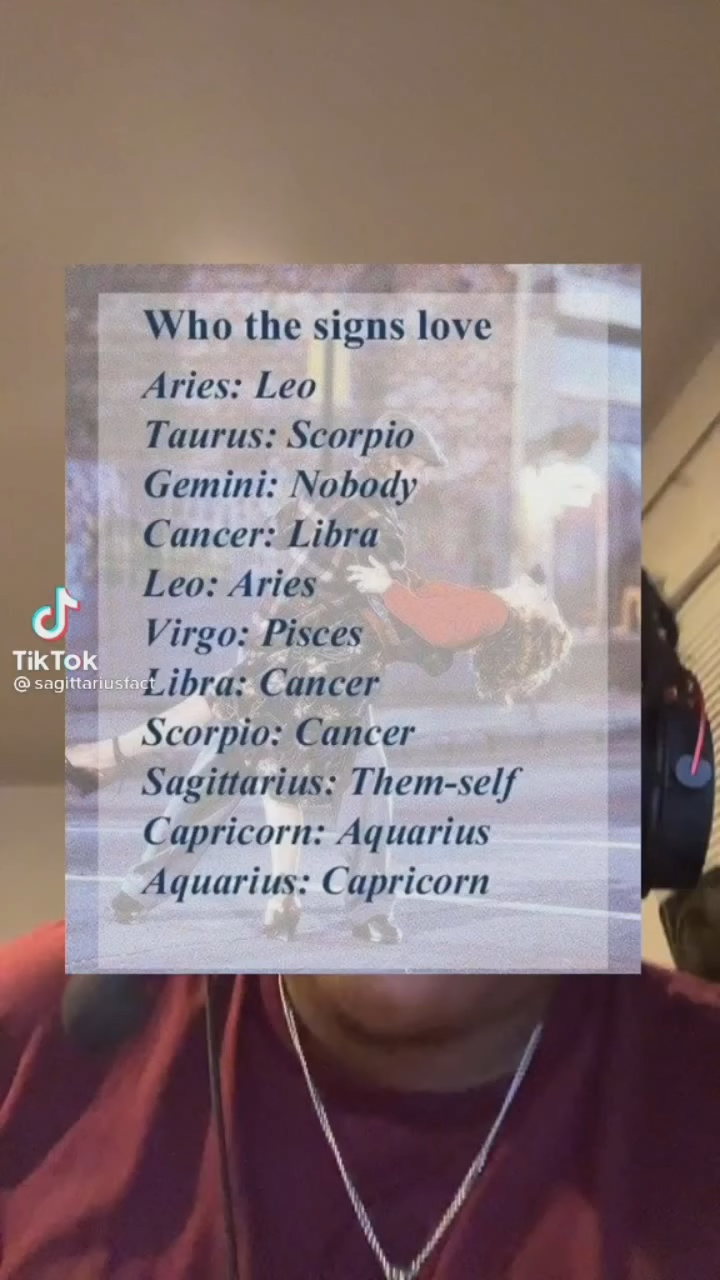 Who the signs love
Aries: Leo
Taurus: Scorpio
Gemini: Nobody
Cancer: Libra
Leo: Aries
Virgo: Pisces
Libra: Cancer
Scorpio: Cancer
Sagittarius: Them-self
Capricorn: Aquarius
Aquarius: Capricorn
TikTok
@sagittariusfact